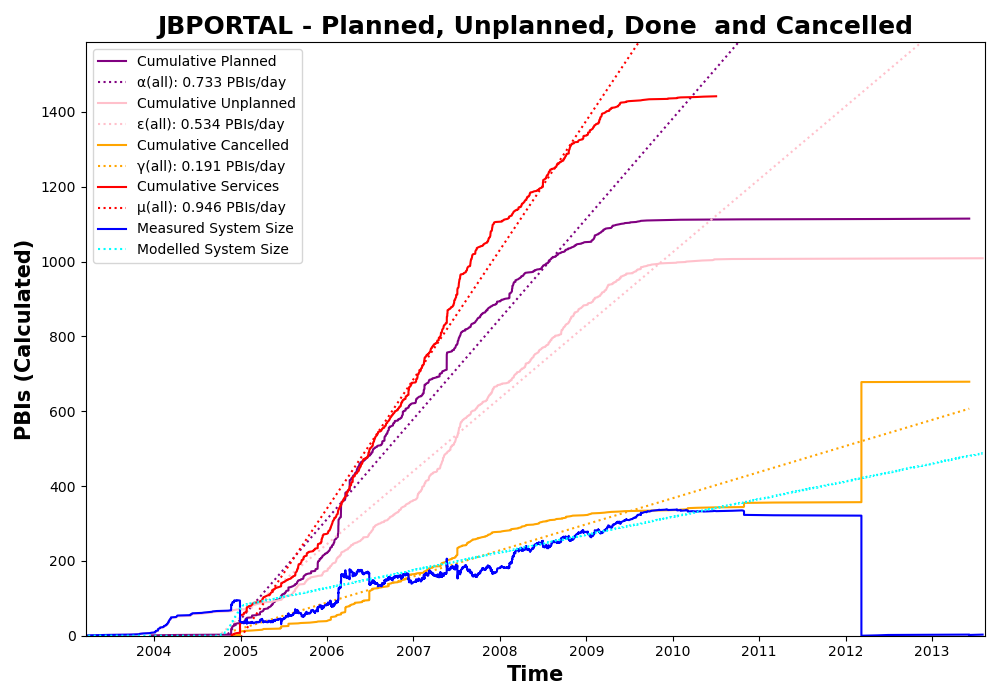 JBPORTAL - Planned, Unplanned, Done  and Cancelled
Cumulative Planned
α(all): 0.733 PBIs/day
Cumulative Unplanned
ε(all): 0.534 PBIs/day
Cumulative Cancelled
γ(all): 0.191 PBIs/day
Cumulative Services
μ(all): 0.946 PBIs/day
Measured System Size
Modelled System Size
PBIs (Calculated)
1400
1200
1000
800
600
400
200
0
2004 2005 2006 2007 2008 2009 2010 2011 2012 2013
Time